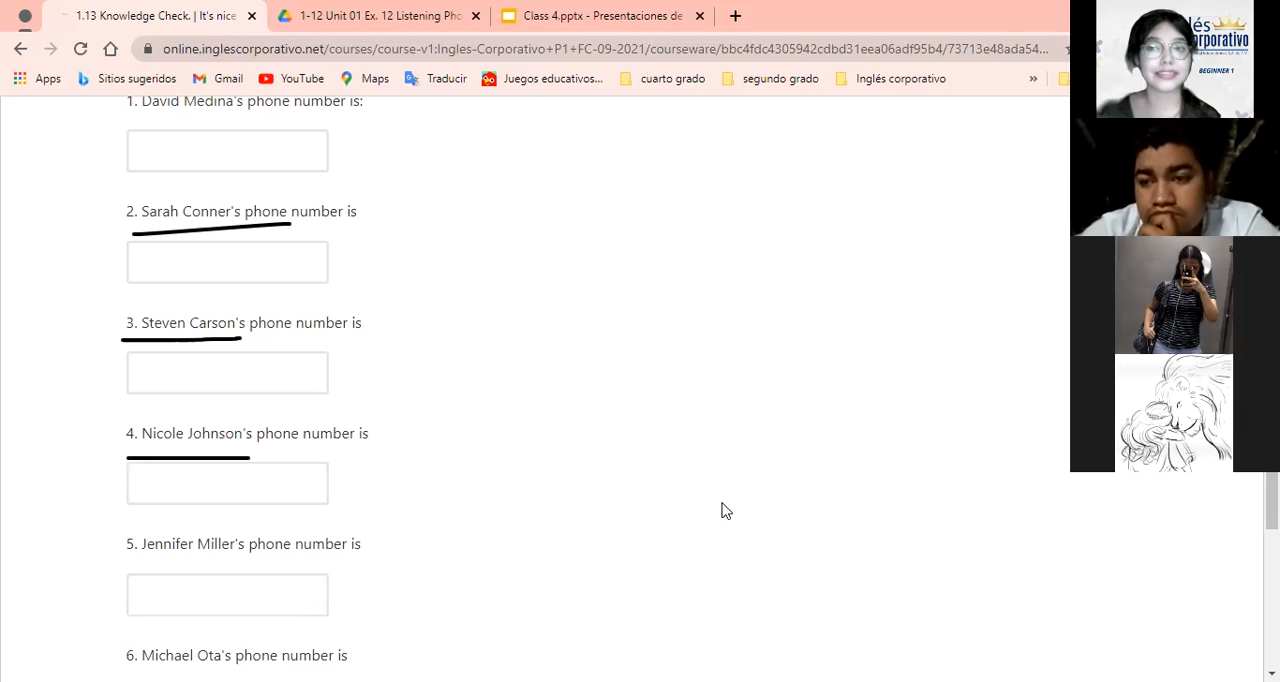 1.13 Knowledge Check. | It's nice
1-12 Unit 01 Ex. 12 Listening Pho
Class 4.pptx - Presentaciones de
online.inglescorporativo.net/courses/course-v1:Ingles-Corporativo+P1+FC-09-2021/courseware/bbc4fdc4305942cdbd31eea06adf95b4/73713e48ada54...
Apps
Sitios sugeridos
Gmail
YouTube
Maps
Traducir
Juegos educativos...
cuarto grado
segundo grado
Inglés corporativo
»
1. David Medina's phone number is:
2. Sarah Conner's phone number is
3. Steven Carson's phone number is
4. Nicole Johnson's phone number is
5. Jennifer Miller's phone number is
6. Michael Ota's phone number is
BEGINNER 1